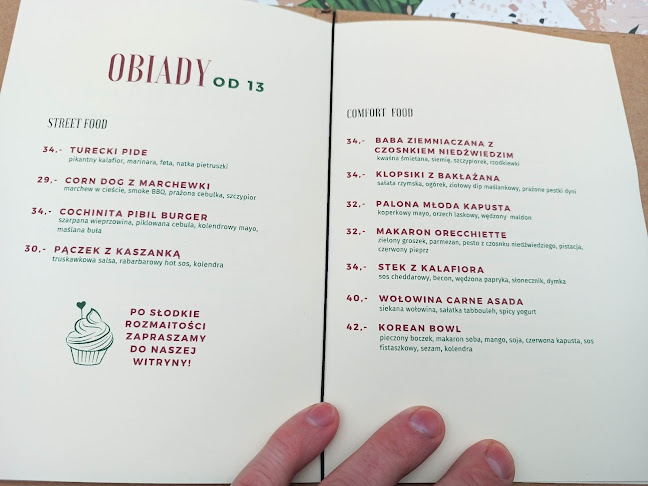 OBIADY OD 13
STREET FOOD
34,- TURECKI PIDE
pikantny kalafior, marinara, feta, natka pietruszki
29,- CORN DOG Z MARCHEWKI
marchew w cieście, smoke BBQ, prażona cebulka, szczypior
34,- COCHINITA PIBIL BURGER
szarpana wieprzowina, piklowana cebula, kolendrowy mayo,
maślana buła
30,- PĄCZEK Z KASZANKĄ
truskawkowa salsa, rabarbarowy hot sos, kolendra
PO SŁODKIE
ROZMAITOŚCI
ZAPRASZAMY
DO NASZEJ
WITRYNY!
COMFORT FOOD
34,- BABA ZIEMNIACZANA Z
CZOSNKIEM NIEDŹWIEDZIM
kwaśna śmietana, siemię, szczypiorek, rzodkiewki
34,- KLOPSIKI Z BAKŁAŻANA
sałata rzymska, ogórek, ziołowy dip maślankowy, prażone pestki dyni
32,- PALONA MŁODA KAPUSTA
koperkowy mayo, orzech laskowy, wędzony maldon
32,- MAKARON ORECCHIETTE
zielony groszek, parmezan, pesto z czosnku niedźwiedziego, pistacja,
czerwony pieprz
34,- STEK Z KALAFIORA
sos cheddarowy, becon, wędzona papryka, słonecznik, dymka
40,- WOŁOWINA CARNE ASADA
siekana wołowina, sałatka tabbouleh, spicy yogurt
42,- KOREAN BOWL
pieczony boczek, makaron soba, mango, soja, czerwona kapusta, sos
fistaszkowy, sezam, kolendra